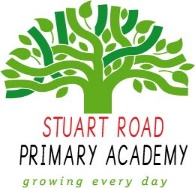 STUART ROAD
PRIMARY ACADEMY
growing every day